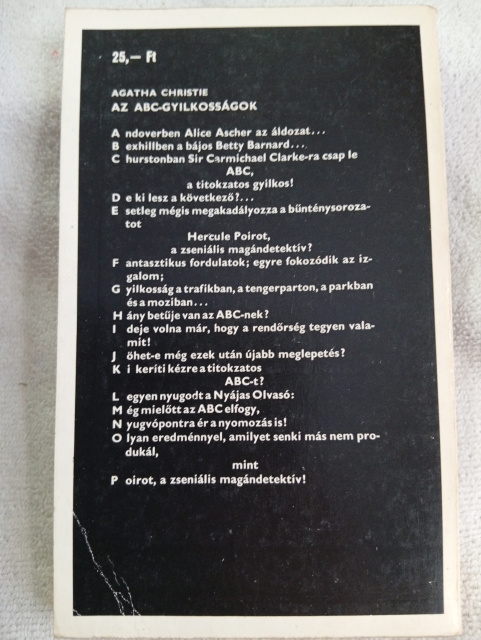 25,— Ft
AGATHA CHRISTIE
AZ ABC-GYILKOSSÁGOK
A ndoverben Alice Ascher az áldozat...
B exhillben a bájos Betty Barnard...
C hurstonban Sir Carmichael Clarke-ra csap le
ABC,
a titokzatos gyilkos!
D e ki lesz a következő?...
E setleg mégis megakadályozza a bűnténysoroza-
tot
Hercule Poirot,
a zseniális magándetektív?
F antasztikus fordulatok; egyre fokozódik az iz-
galom;
G yilkosság a trafikban, a tengerparton, a parkban
és a moziban...
H ány betűje van az ABC-nek?
I deje volna már, hogy a rendőrség tegyen vala-
mit!
J öhet-e még ezek után újabb meglepetés?
K i keríti kézre a titokzatos
ABC-t?
L egyen nyugodt a Nyájas Olvasó:
M ég mielőtt az ABC elfogy,
N yugvópontra ér a nyomozás is!
O lyan eredménnyel, amilyet senki más nem pro-
dukál,
mint
P oirot, a zseniális magándetektív!